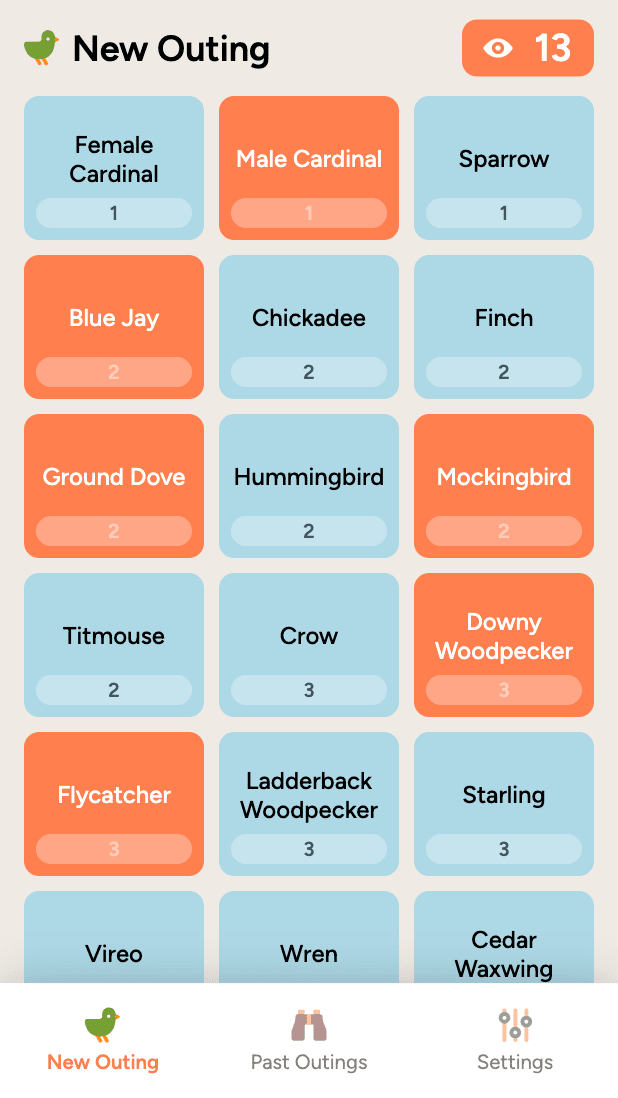 New Outing
13
Female
Cardinal
1
Male Cardinal
1
Sparrow
1
Blue Jay
2
Chickadee
2
Finch
2
Ground Dove
2
Hummingbird
2
Mockingbird
2
Titmouse
2
Crow
3
Downy
Woodpecker
3
Flycatcher
3
Ladderback
Woodpecker
3
Starling
3
Vireo
Wren
Cedar
Waxwing
New Outing
Past Outings
Settings